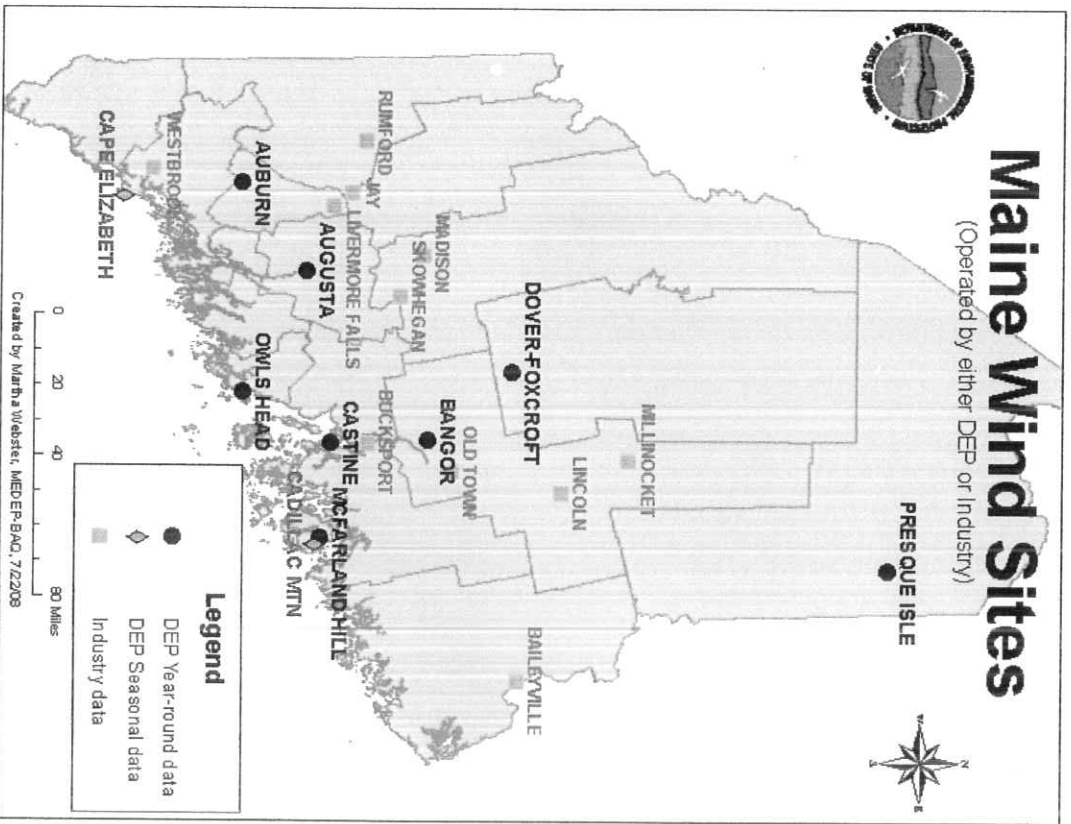 Maine Wind Sites
(Operated by either DEP or Industry)
PRESQUE ISLE
MILLINOCKET
LINCOLN
DOVER-FOXCROFT
BAILEYVILLE
OLD TOWN
BANGOR
MADISON
SKOWHEGAN
RUMFORD
JAY
LIVERMORE FALLS
BUCKSPORT
CASTINE
MCFARLAND HILL
CADILLAC MTN
AUGUSTA
AUBURN
OWLS HEAD
WESTBROOK
CAPE ELIZABETH
N
Legend
DEP Year-round data
DEP Seasonal data
Industry data
0 20 40 80 Miles
Created by Martha Webster, MEDEP-BAQ, 7/22/08